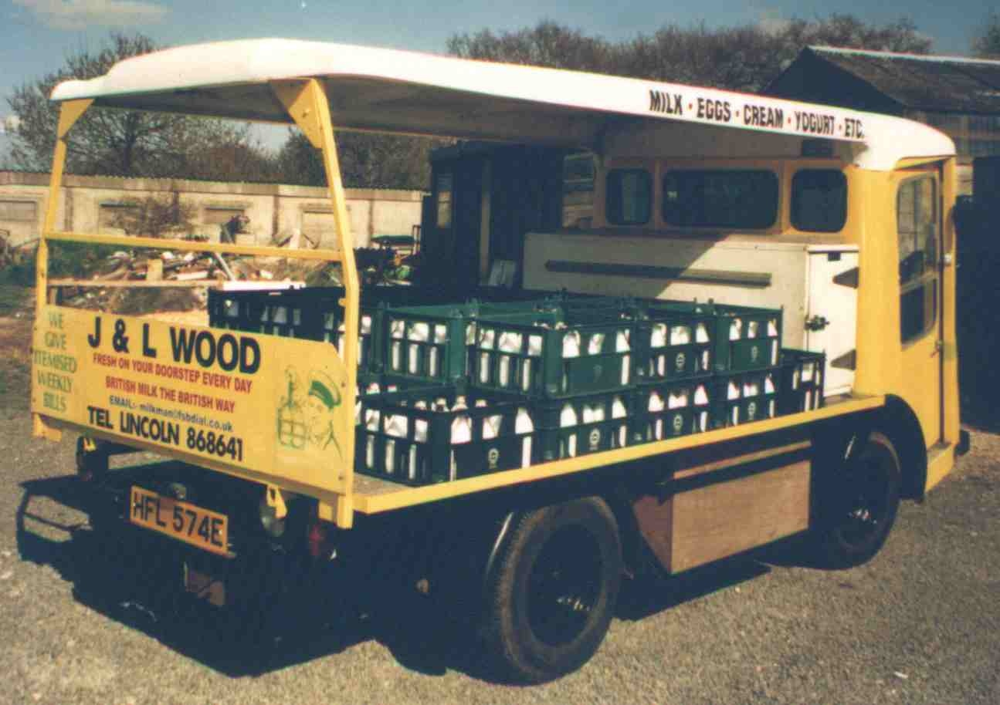 MILK • EGGS • CREAM • YOGURT • ETC.
WE
GIVE
ITEMISED
WEEKLY
BILLS
J & L WOOD
FRESH ON YOUR DOORSTEP EVERY DAY
BRITISH MILK THE BRITISH WAY
EMAIL:- milkman@fsbdial.co.uk
TEL LINCOLN 868641
HFL 574E